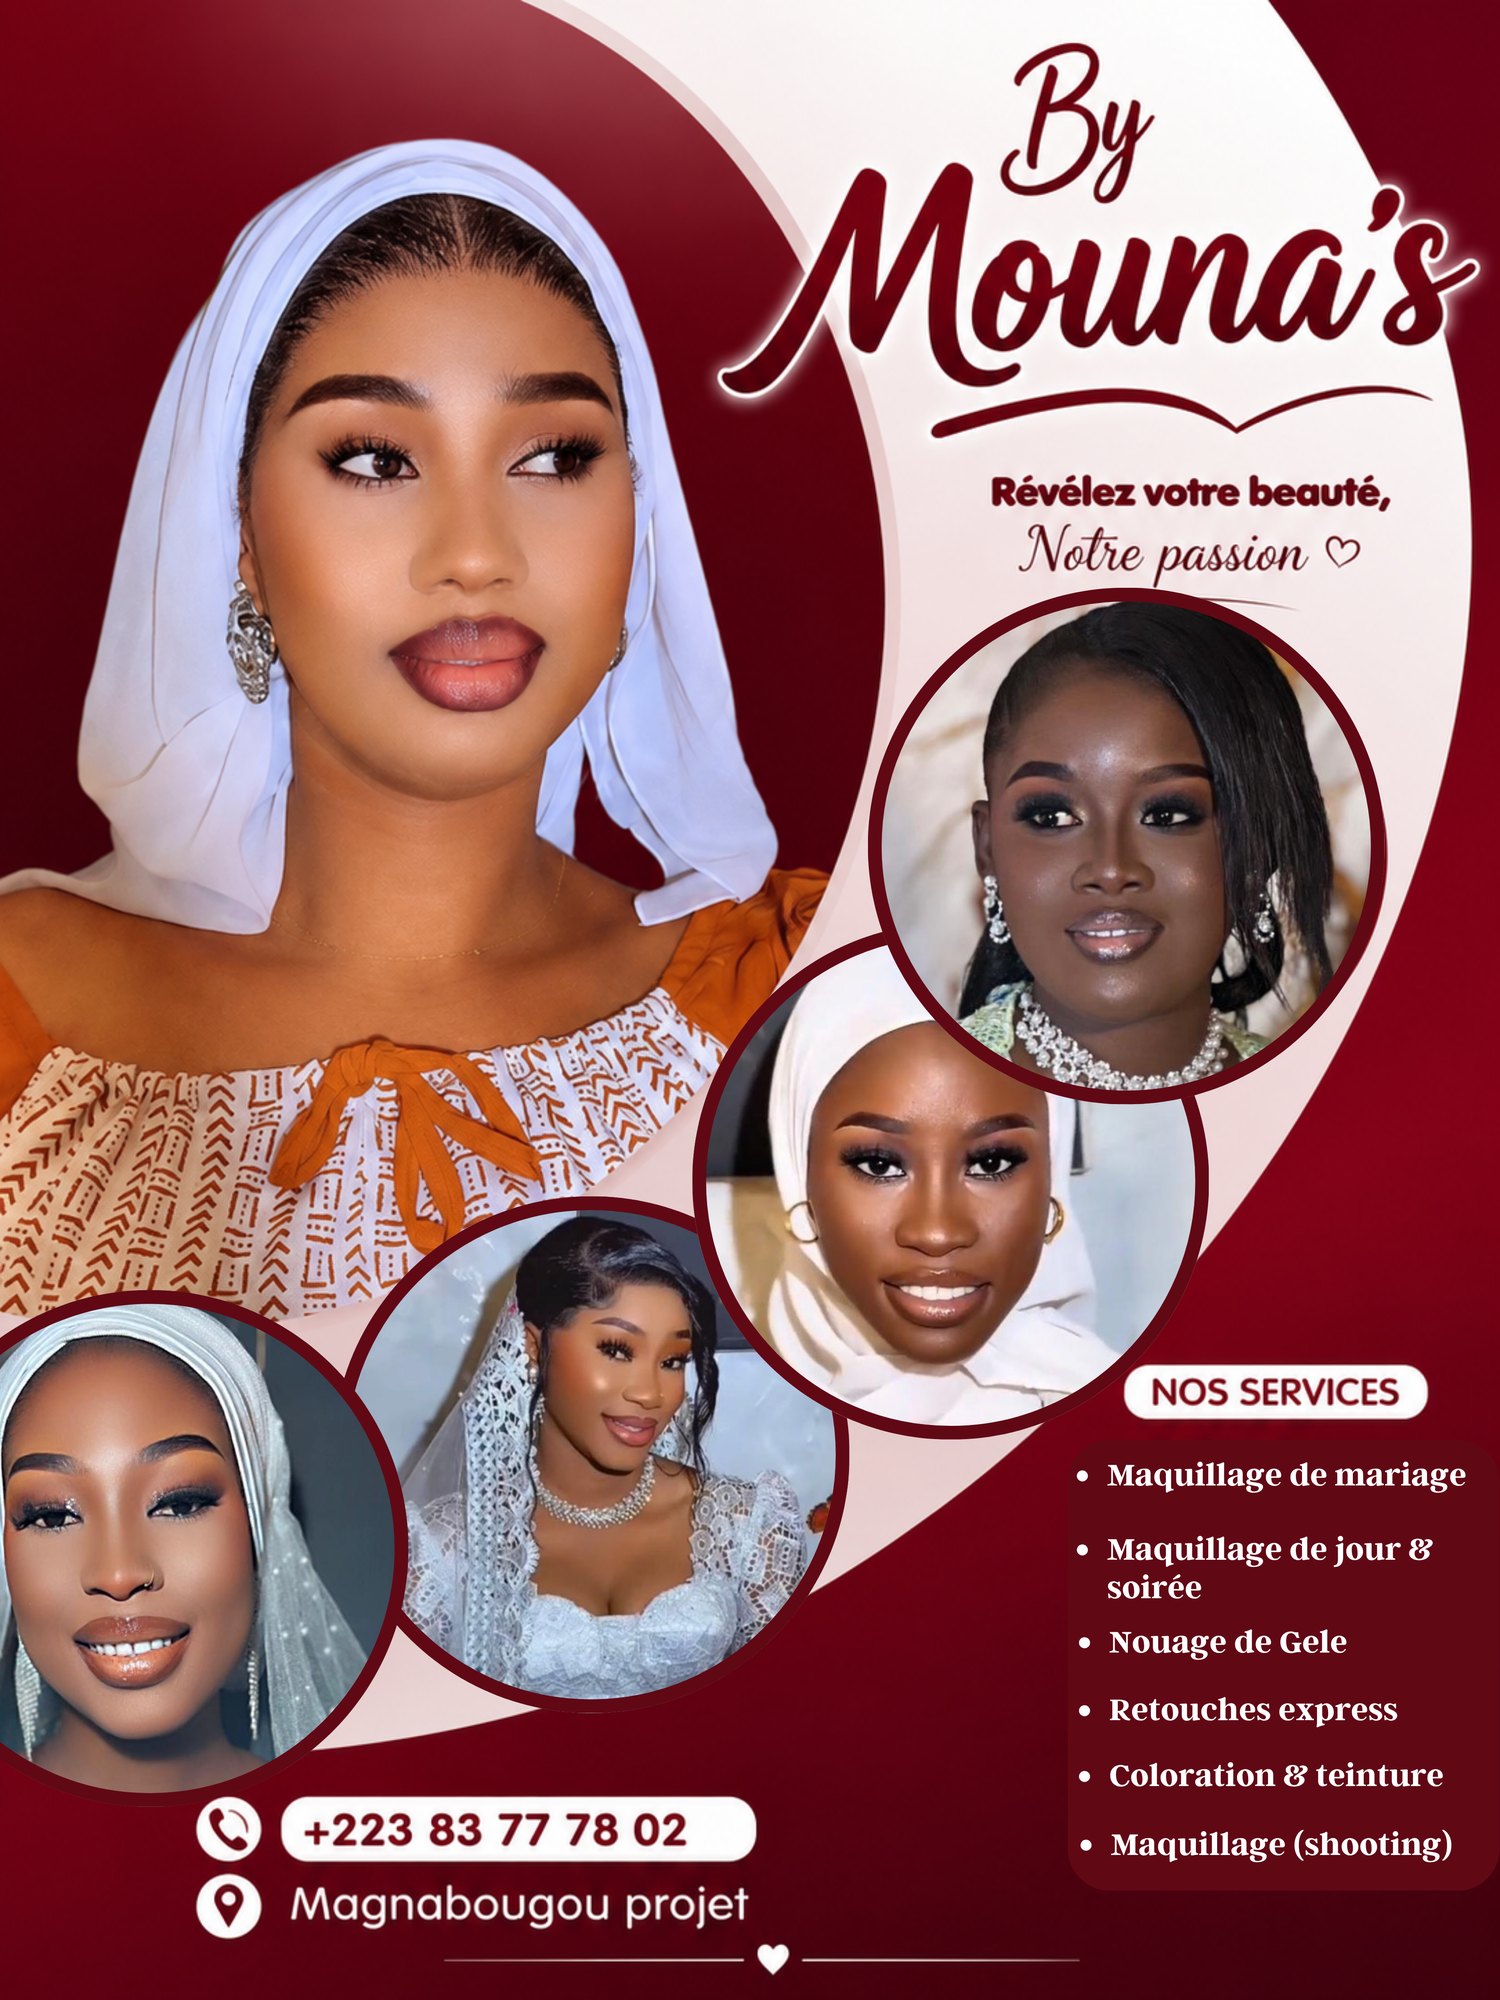 By
Mouna's
Révélez votre beauté,
Notre passion
NOS SERVICES
• Maquillage de mariage
• Maquillage de jour &
soirée
• Nouage de Gele
• Retouches express
• Coloration & teinture
• Maquillage (shooting)
+223 83 77 78 02
Magnabougou projet